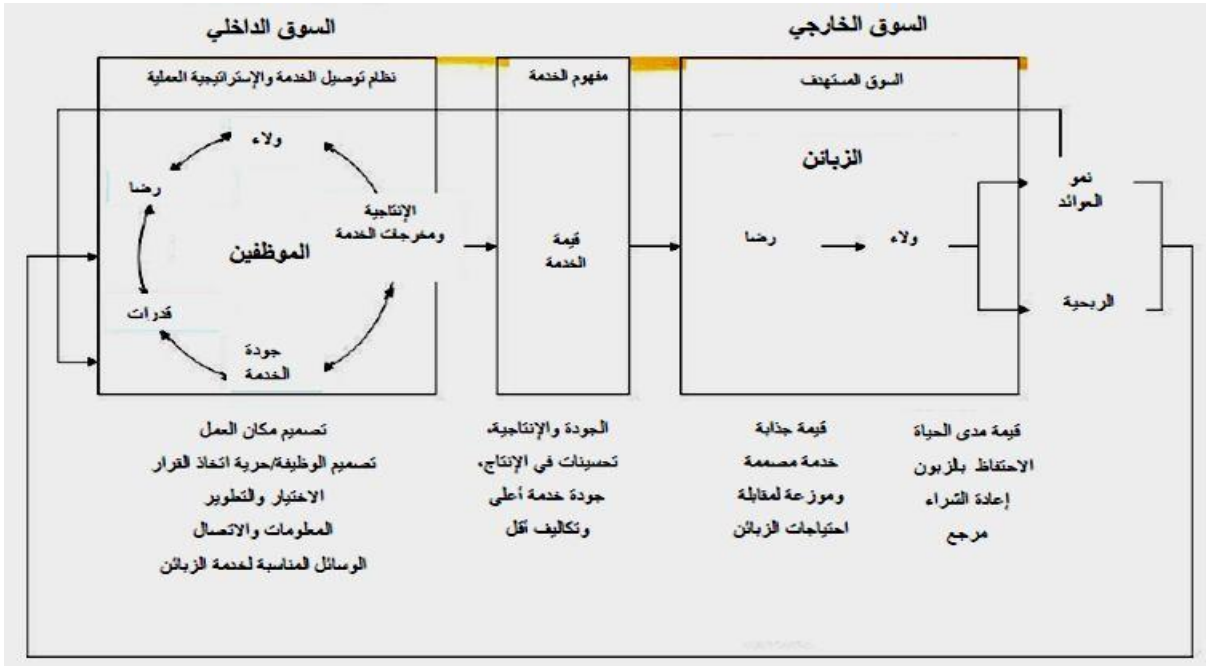 السوق الخارجي
السوق الداخلي
السوق المستهدف
مفهوم الخدمة
نظام توصيل الخدمة والإستراتيجية العملية
ولاء
رضا
الموظفين
قدرات
جودة
الخدمة
الإنتاجية
ومخرجات الخدمة
قيمة
الخدمة
الزبائن
رضا
ولاء
نمو
العوائد
الربحية
تصميم مكان العمل
تصميم الوظيفة/حرية اتخاذ القرار
الاختيار والتطوير
المعلومات والاتصال
الوسائل المناسبة لخدمة الزبائن
الجودة والإنتاجية،
تحسينات في الإنتاج،
جودة خدمة أعلى
وتكاليف أقل
قيمة جذابة
خدمة مصممة
وموزعة لمقابلة
احتياجات الزبائن
قيمة مدى الحياة
الاحتفاظ بالزبون
إعادة الشراء
مرجع